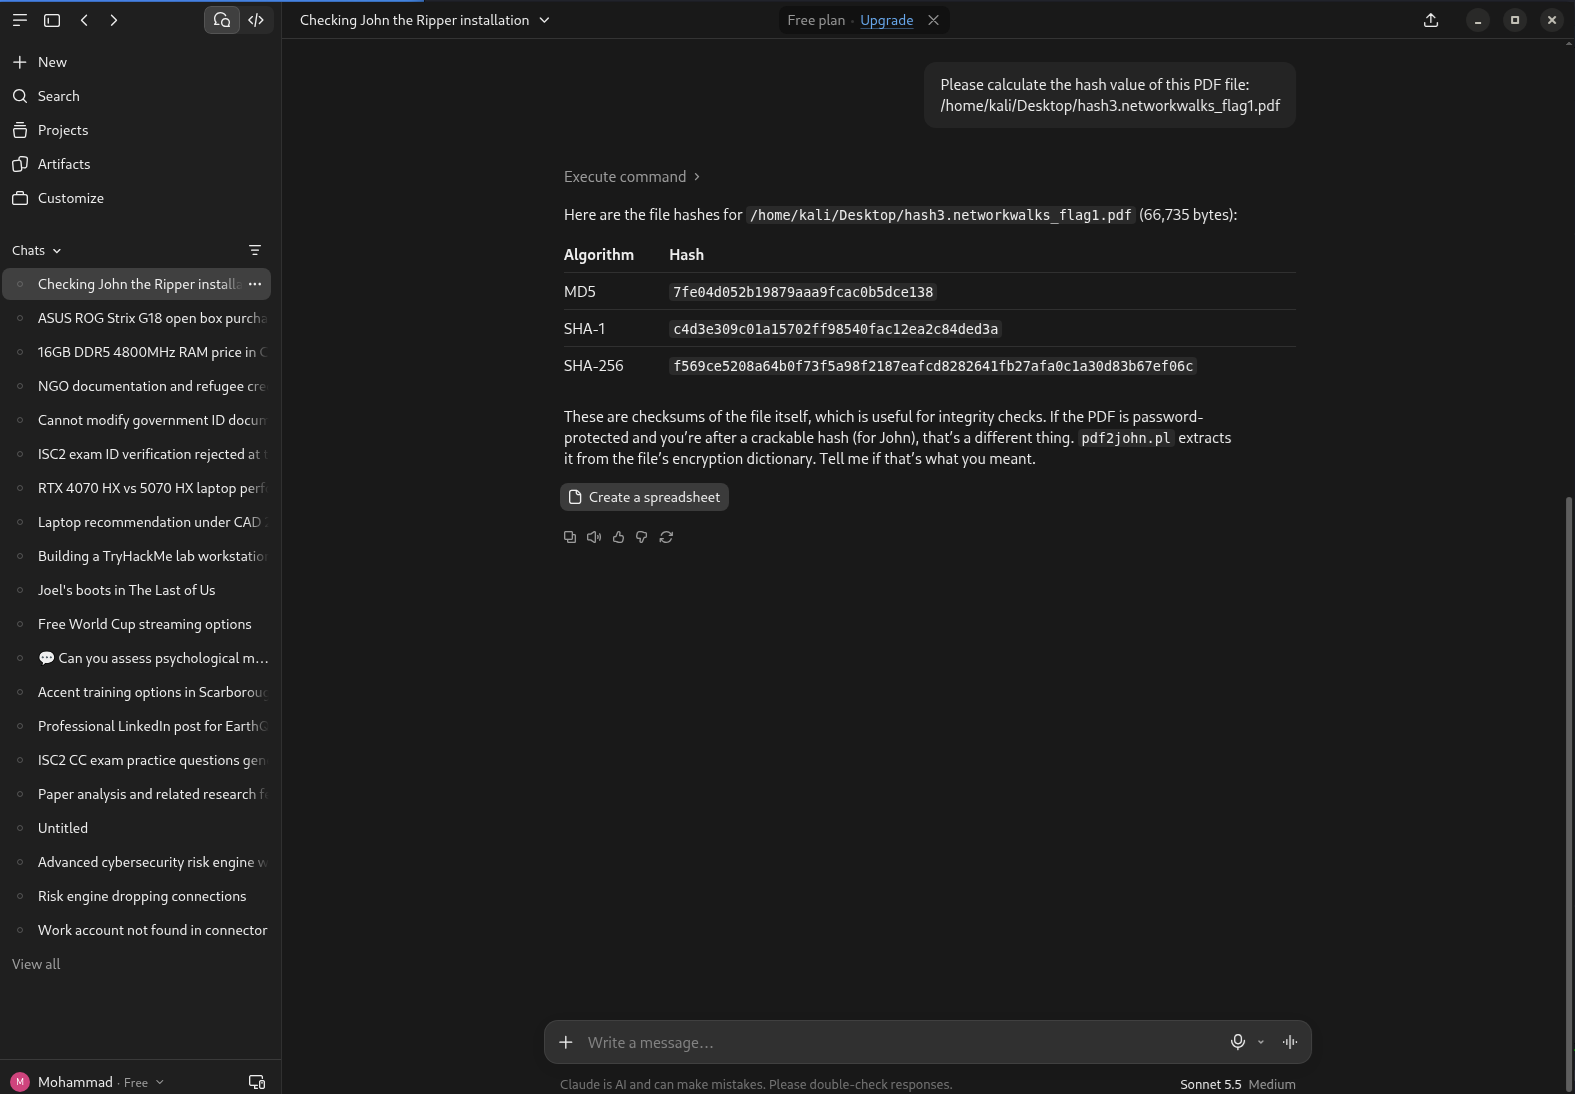 Checking John the Ripper installation
Free plan · Upgrade
New
Search
Projects
Artifacts
Customize
Chats
Checking John the Ripper installa
ASUS ROG Strix G18 open box purcha
16GB DDR5 4800MHz RAM price in C
NGO documentation and refugee cre
Cannot modify government ID docum
ISC2 exam ID verification rejected at t
RTX 4070 HX vs 5070 HX laptop perf
Laptop recommendation under CAD 2
Building a TryHackMe lab workstation
Joel's boots in The Last of Us
Free World Cup streaming options
💬 Can you assess psychological m…
Accent training options in Scarboroug
Professional LinkedIn post for EarthC
ISC2 CC exam practice questions gen
Paper analysis and related research fo
Untitled
Advanced cybersecurity risk engine w
Risk engine dropping connections
Work account not found in connector
View all
M Mohammad · Free
Please calculate the hash value of this PDF file:
/home/kali/Desktop/hash3.networkwalks_flag1.pdf
Execute command
Here are the file hashes for /home/kali/Desktop/hash3.networkwalks_flag1.pdf (66,735 bytes):
Algorithm Hash
MD5 7fe04d052b19879aaa9fcac0b5dce138
SHA-1 c4d3e309c01a15702ff98540fac12ea2c84ded3a
SHA-256 f569ce5208a64b0f73f5a98f2187eafcd8282641fb27afa0c1a30d83b67ef06c
These are checksums of the file itself, which is useful for integrity checks. If the PDF is password-
protected and you’re after a crackable hash (for John), that’s a different thing. pdf2john.pl extracts
it from the file’s encryption dictionary. Tell me if that’s what you meant.
Create a spreadsheet
Write a message…
Claude is AI and can make mistakes. Please double-check responses.
Sonnet 5.5 Medium